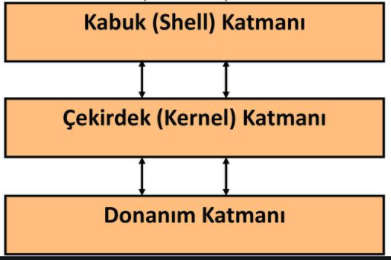 Kabuk (Shell) Katmanı
Çekirdek (Kernel) Katmanı
Donanım Katmanı